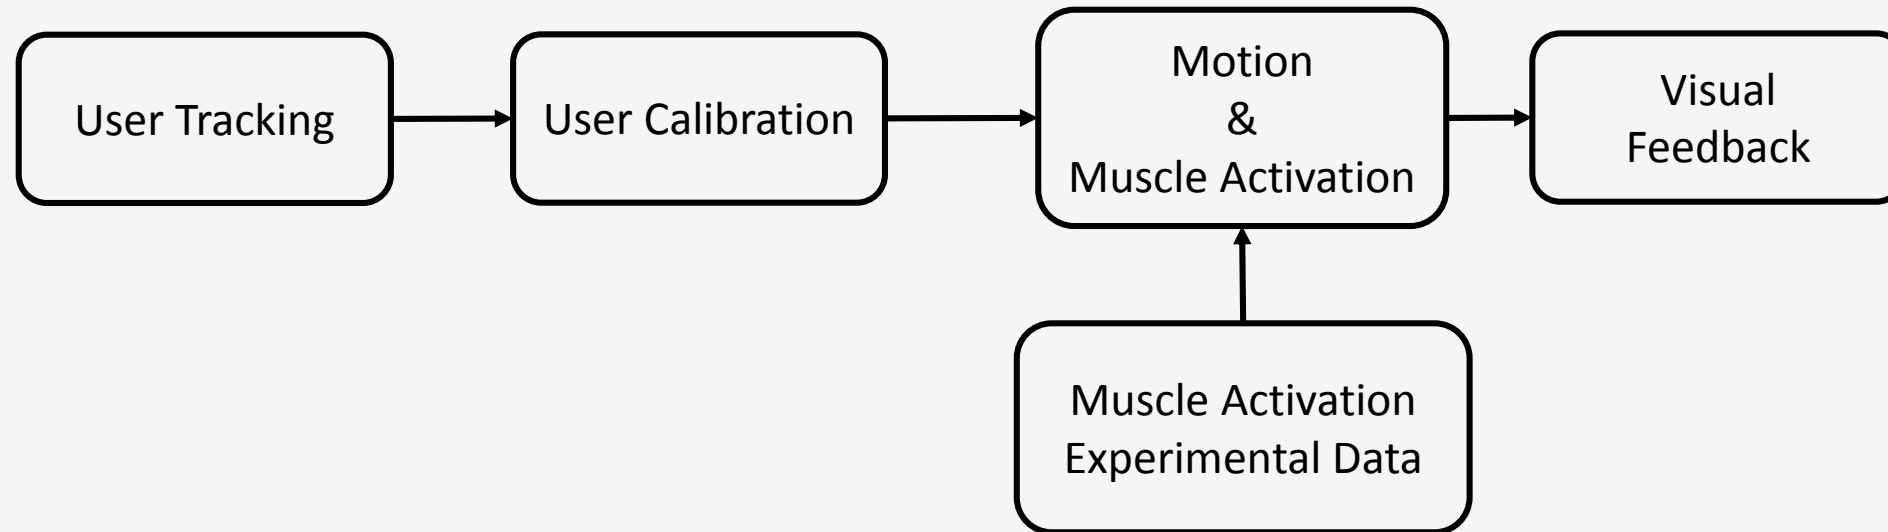 User Tracking
User Calibration
Motion
&
Muscle Activation
Visual
Feedback
Muscle Activation
Experimental Data